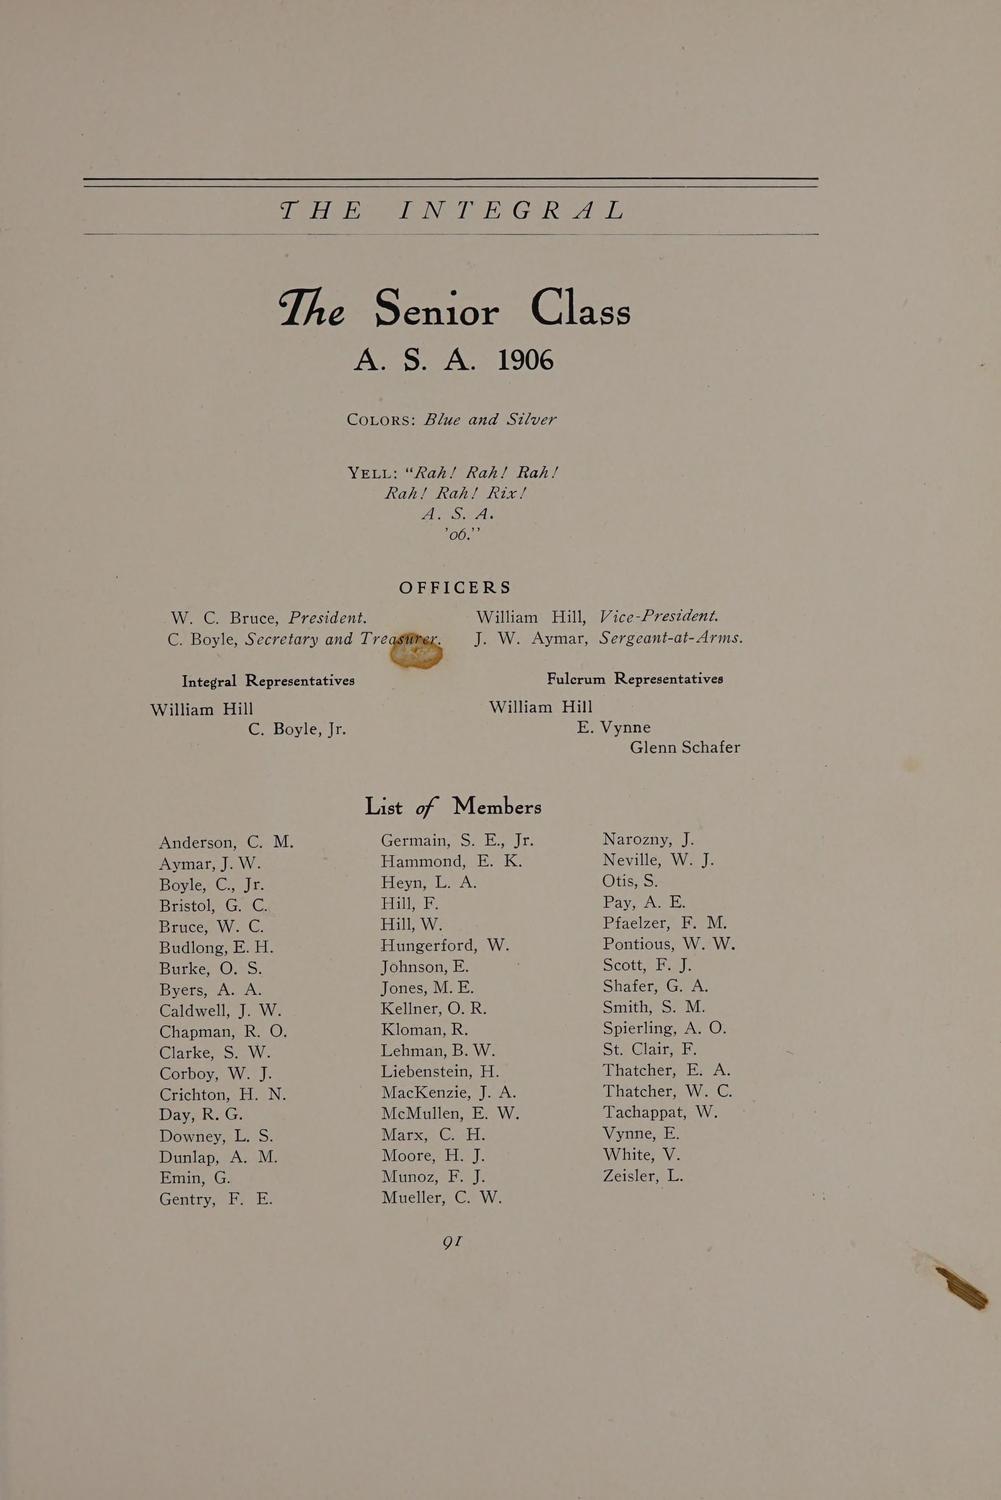 THE INTEGRAL
The Senior Class
A. S. A. 1906
COLORS: Blue and Silver
YELL: “Rah! Rah! Rah!
Rah! Rah! Rix!
A. S. A.
’06.”
OFFICERS
W. C. Bruce, President. William Hill, Vice-President.
C. Boyle, Secretary and Treasurer. J. W. Aymar, Sergeant-at-Arms.
Integral Representatives
William Hill
C. Boyle, Jr.
Fulcrum Representatives
William Hill
E. Vynne
Glenn Schafer
List of Members
Anderson, C. M.
Aymar, J. W.
Boyle, C., Jr.
Bristol, G. C.
Bruce, W. C.
Budlong, E. H.
Burke, O. S.
Byers, A. A.
Caldwell, J. W.
Chapman, R. O.
Clarke, S. W.
Corboy, W. J.
Crichton, H. N.
Day, R. G.
Downey, L. S.
Dunlap, A. M.
Emin, G.
Gentry, F. E.
Germain, S. E., Jr.
Hammond, E. K.
Heyn, L. A.
Hill, F.
Hill, W.
Hungerford, W.
Johnson, E.
Jones, M. E.
Kellner, O. R.
Kloman, R.
Lehman, B. W.
Liebenstein, H.
MacKenzie, J. A.
McMullen, E. W.
Marx, C. H.
Moore, H. J.
Munoz, F. J.
Mueller, C. W.
Narozny, J.
Neville, W. J.
Otis, S.
Pay, A. E.
Pfaelzer, F. M.
Pontious, W. W.
Scott, F. J.
Shafer, G. A.
Smith, S. M.
Spierling, A. O.
St. Clair, F.
Thatcher, E. A.
Thatcher, W. C.
Tachappat, W.
Vynne, E.
White, V.
Zeisler, L.
91